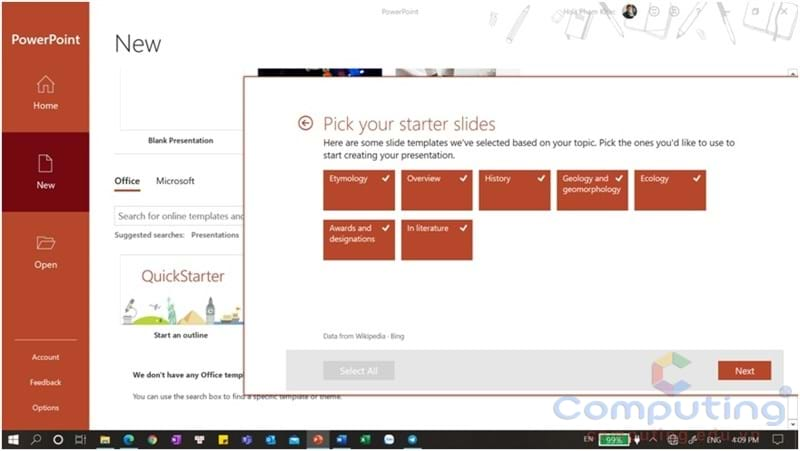 PowerPoint
PowerPoint
New
Home
New
Open
Account
Feedback
Options
Blank Presentation
Office
Microsoft
Search for online templates and
Suggested searches: Presentations
QuickStarter
Start an outline
We don't have any Office temp
You can use the search box to find a specific template or theme.
Pick your starter slides
Here are some slide templates we've selected based on your topic. Pick the ones you'd like to use to
start creating your presentation.
Etymology
Overview
History
Geology and
geomorphology
Ecology
Awards and
designations
In literature
Data from Wikipedia - Bing
Select All
Next
Computing
computing.edu.vn
EN
99%
ENG
4:09 PM